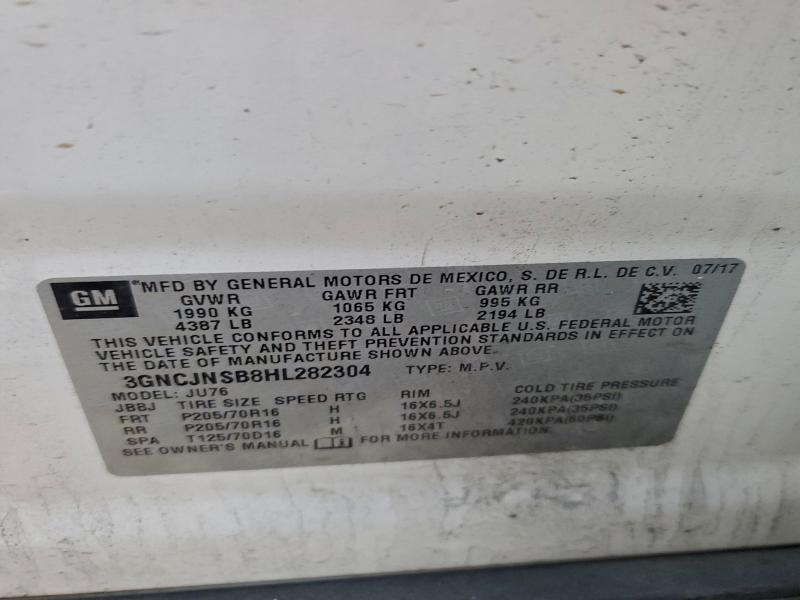 GM
®MFD BY GENERAL MOTORS DE MEXICO, S. DE R.L. DE C.V. 07/17
GVWR GAWR FRT GAWR RR
1990 KG 1065 KG 995 KG
4387 LB 2348 LB 2194 LB
THIS VEHICLE CONFORMS TO ALL APPLICABLE U.S. FEDERAL MOTOR
VEHICLE SAFETY AND THEFT PREVENTION STANDARDS IN EFFECT ON
THE DATE OF MANUFACTURE SHOWN ABOVE.
3GNCJNSB8HL282304 TYPE: M.P.V.
MODEL: JU76
JBBJ TIRE SIZE SPEED RTG RIM COLD TIRE PRESSURE
FRT P205/70R16 H 16X6.5J 240KPA(35PSI)
RR P205/70R16 H 16X6.5J 240KPA(35PSI)
SPA T125/70D16 M 16X4T 420KPA(60PSI)
SEE OWNER'S MANUAL FOR MORE INFORMATION.